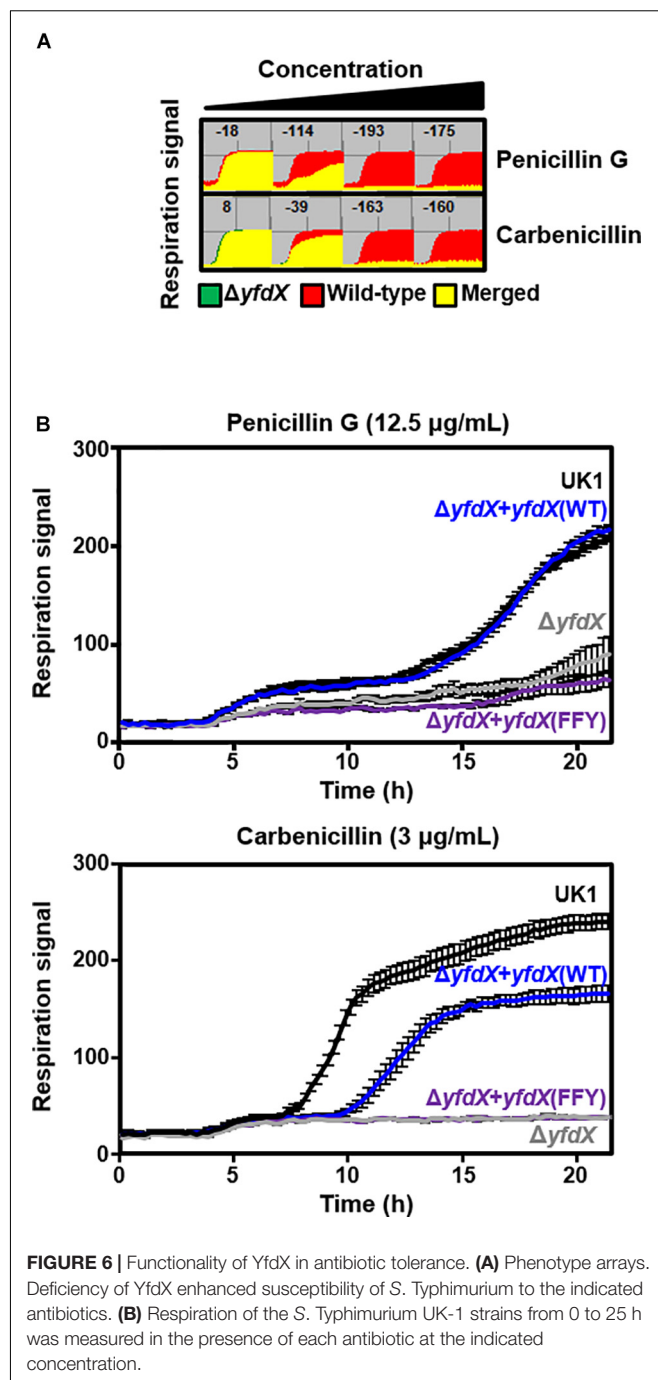 A
Concentration
Respiration signal
-18 -114 -193 -175
Penicillin G
8 -39 -163 -160
Carbenicillin
ΔyfdX Wild-type Merged
B
Penicillin G (12.5 µg/mL)
300
200
100
0
Respiration signal
UK1
ΔyfdX+yfdX(WT)
ΔyfdX
ΔyfdX+yfdX(FFY)
0 5 10 15 20
Time (h)
Carbenicillin (3 µg/mL)
300
200
100
0
Respiration signal
UK1
ΔyfdX+yfdX(WT)
ΔyfdX+yfdX(FFY)
ΔyfdX
0 5 10 15 20
Time (h)
FIGURE 6 | Functionality of YfdX in antibiotic tolerance. (A) Phenotype arrays.
Deficiency of YfdX enhanced susceptibility of S. Typhimurium to the indicated
antibiotics. (B) Respiration of the S. Typhimurium UK-1 strains from 0 to 25 h
was measured in the presence of each antibiotic at the indicated
concentration.